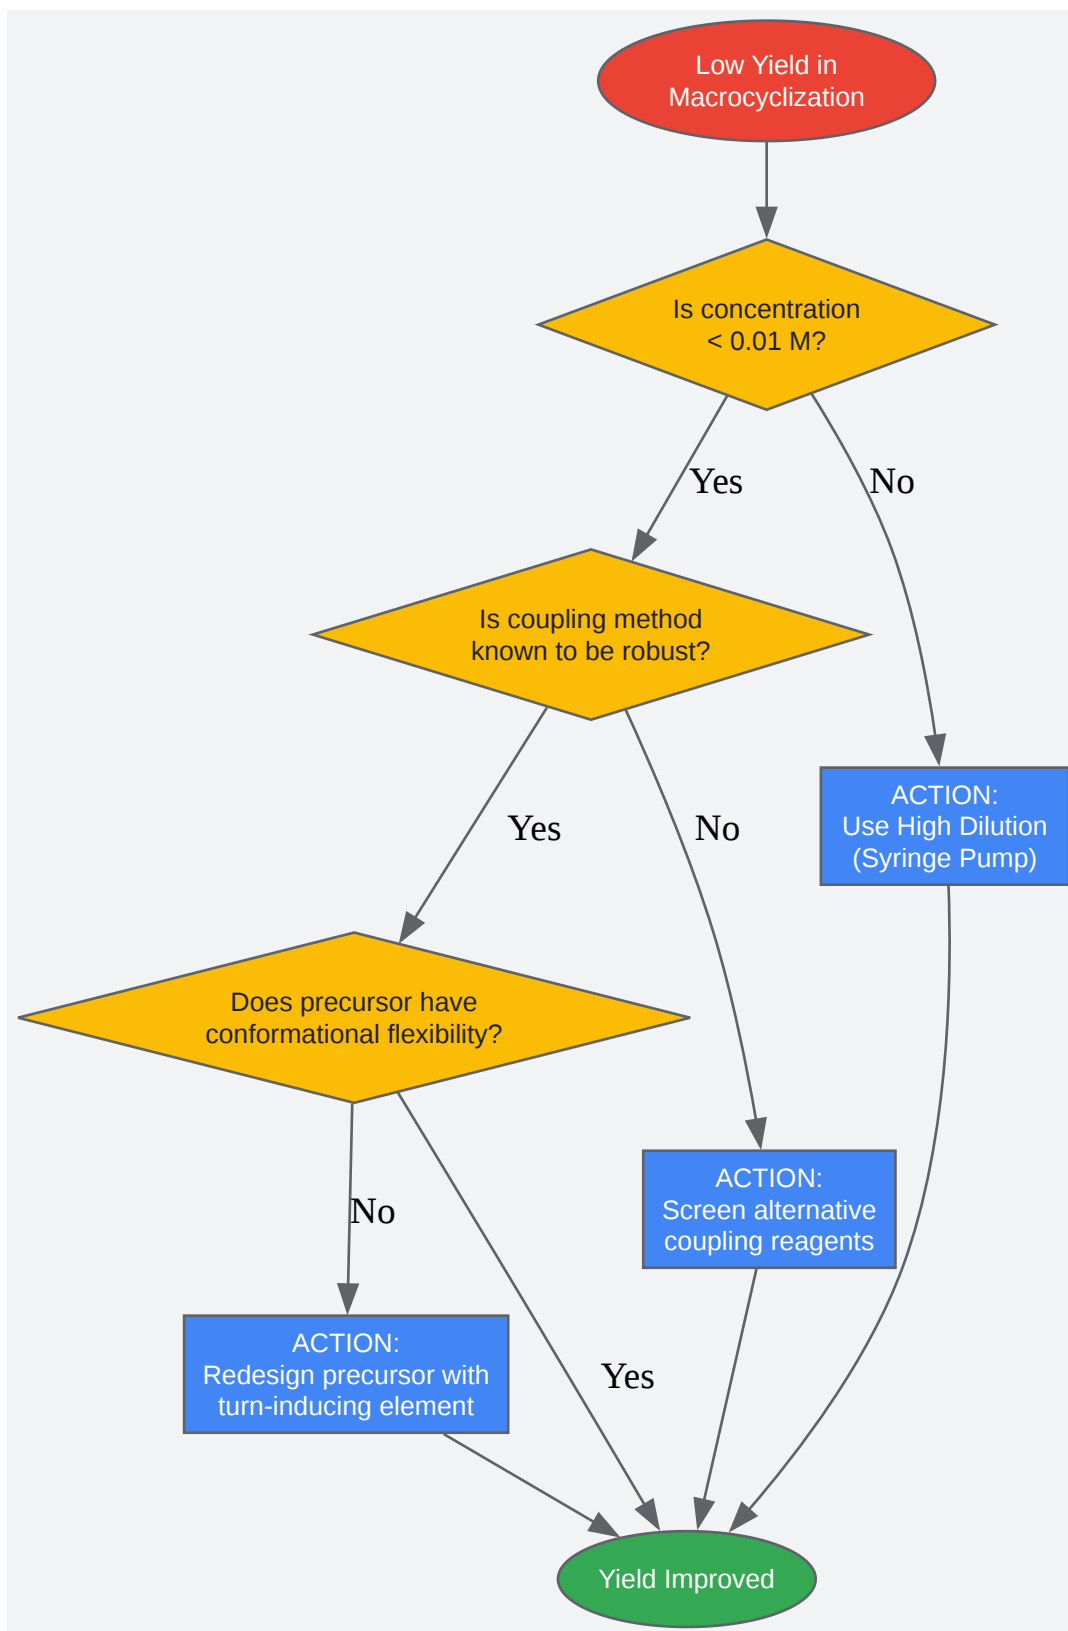 Low Yield in
Macrocyclization
Is concentration
< 0.01 M?
Yes
No
Is coupling method
known to be robust?
Yes
No
ACTION:
Use High Dilution
(Syringe Pump)
Does precursor have
conformational flexibility?
No
Yes
ACTION:
Screen alternative
coupling reagents
ACTION:
Redesign precursor with
turn-inducing element
Yield Improved